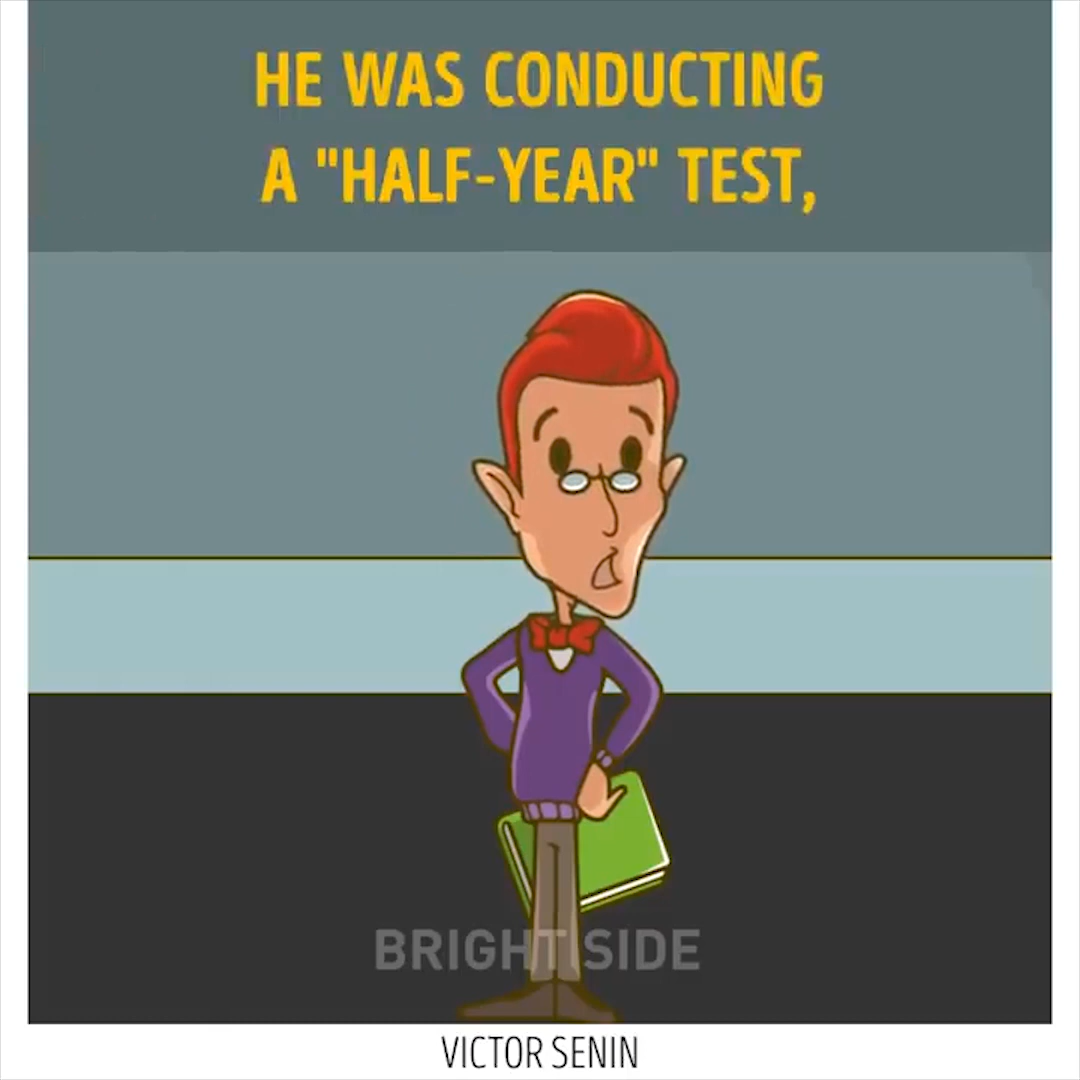 HE WAS CONDUCTING
A "HALF-YEAR" TEST,
BRIGHT SIDE
VICTOR SENIN